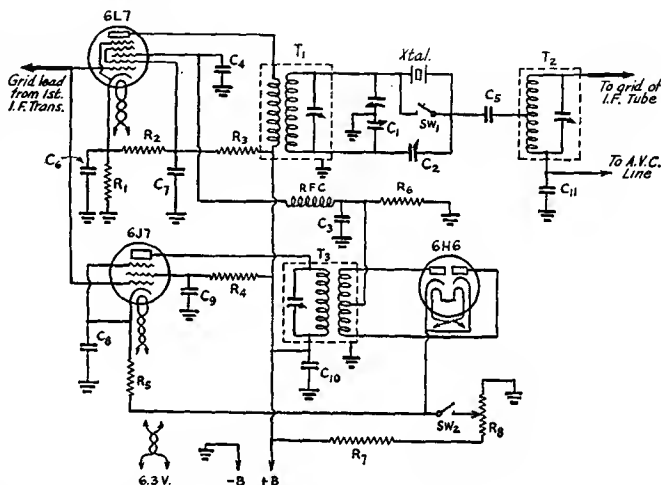 6L7
T1
Xtal.
T2
To grid of
I.F. Tube
Grid lead
from 1st.
I.F. Trans.
C4
C1
SW1
C5
C2
R2
R3
C6
R1
C7
To A.V.C.
Line
C11
RFC
R6
C3
6J7
T3
6H6
C9
R4
C8
R5
C10
SW2
R8
R7
6.3 V.
-B
+B